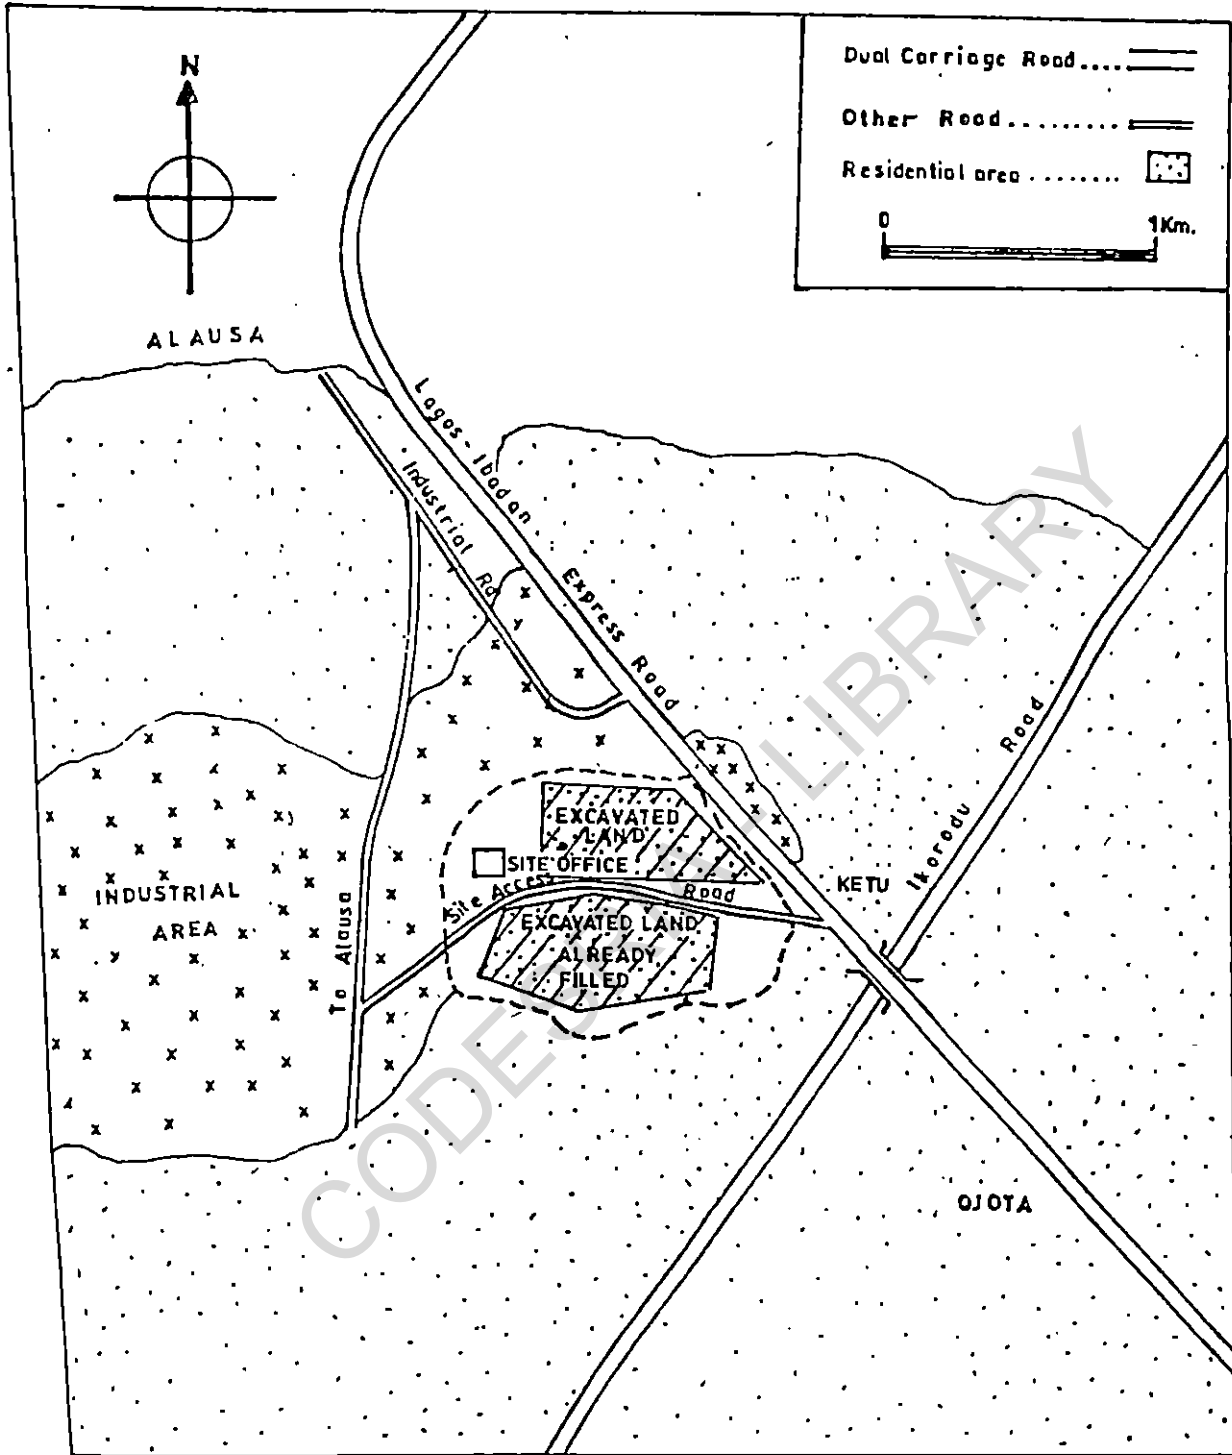 N
Dual Carriage Road.....
Other Road.........
Residential area ........
0 1Km.
ALAUSA
Lagos - Ibadan Express Road
Industrial Rd
Ikorodu Road
EXCAVATED
LAND
SITE OFFICE
KETU
Site Access Road
INDUSTRIAL
AREA
To Alausa
EXCAVATED LAND
ALREADY
FILLED
OJOTA
CODESRIA - LIBRARY